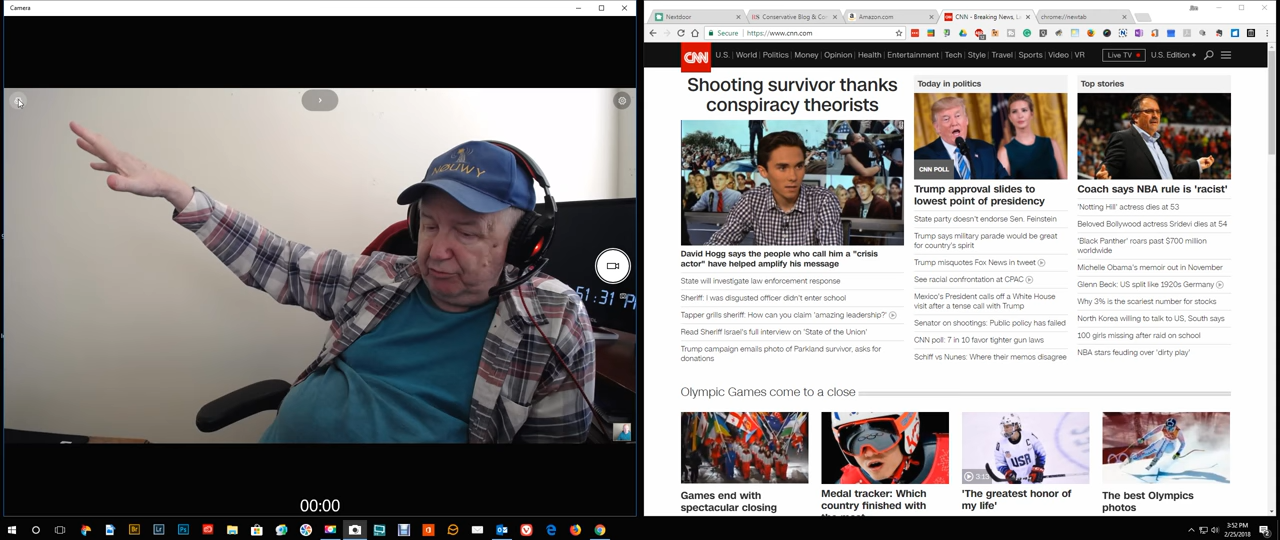 Camera
NOUWY
51:31 P
00:00
Nextdoor
Conservative Blog & Co
Amazon.com
CNN - Breaking News, L
chrome://newtab
Secure
https://www.cnn.com
CNN
U.S.
World
Politics
Money
Opinion
Health
Entertainment
Tech
Style
Travel
Sports
Video
VR
Live TV
U.S. Edition +
Shooting survivor thanks
conspiracy theorists
David Hogg says the people who call him a "crisis
actor" have helped amplify his message
State will investigate law enforcement response
Sheriff: I was disgusted officer didn't enter school
Tapper grills sheriff: How can you claim 'amazing leadership?'
Read Sheriff Israel's full interview on 'State of the Union'
Trump campaign emails photo of Parkland survivor, asks for
donations
Today in politics
CNN POLL
Trump approval slides to
lowest point of presidency
State party doesn't endorse Sen. Feinstein
Trump says military parade would be great
for country's spirit
Trump misquotes Fox News in tweet
See racial confrontation at CPAC
Mexico's President calls off a White House
visit after a tense call with Trump
Senator on shootings: Public policy has failed
CNN poll: 7 in 10 favor tighter gun laws
Schiff vs Nunes: Where their memos disagree
Top stories
Coach says NBA rule is 'racist'
'Notting Hill' actress dies at 53
Beloved Bollywood actress Sridevi dies at 54
'Black Panther' roars past $700 million
worldwide
Michelle Obama's memoir out in November
Glenn Beck: US split like 1920s Germany
Why 3% is the scariest number for stocks
North Korea willing to talk to US, South says
100 girls missing after raid on school
NBA stars feuding over 'dirty play'
Olympic Games come to a close
USA
3:13
Games end with
spectacular closing
Medal tracker: Which
country finished with
'The greatest honor of
my life'
The best Olympics
photos
Br
Lr
Ps
3:52 PM
2/25/2018